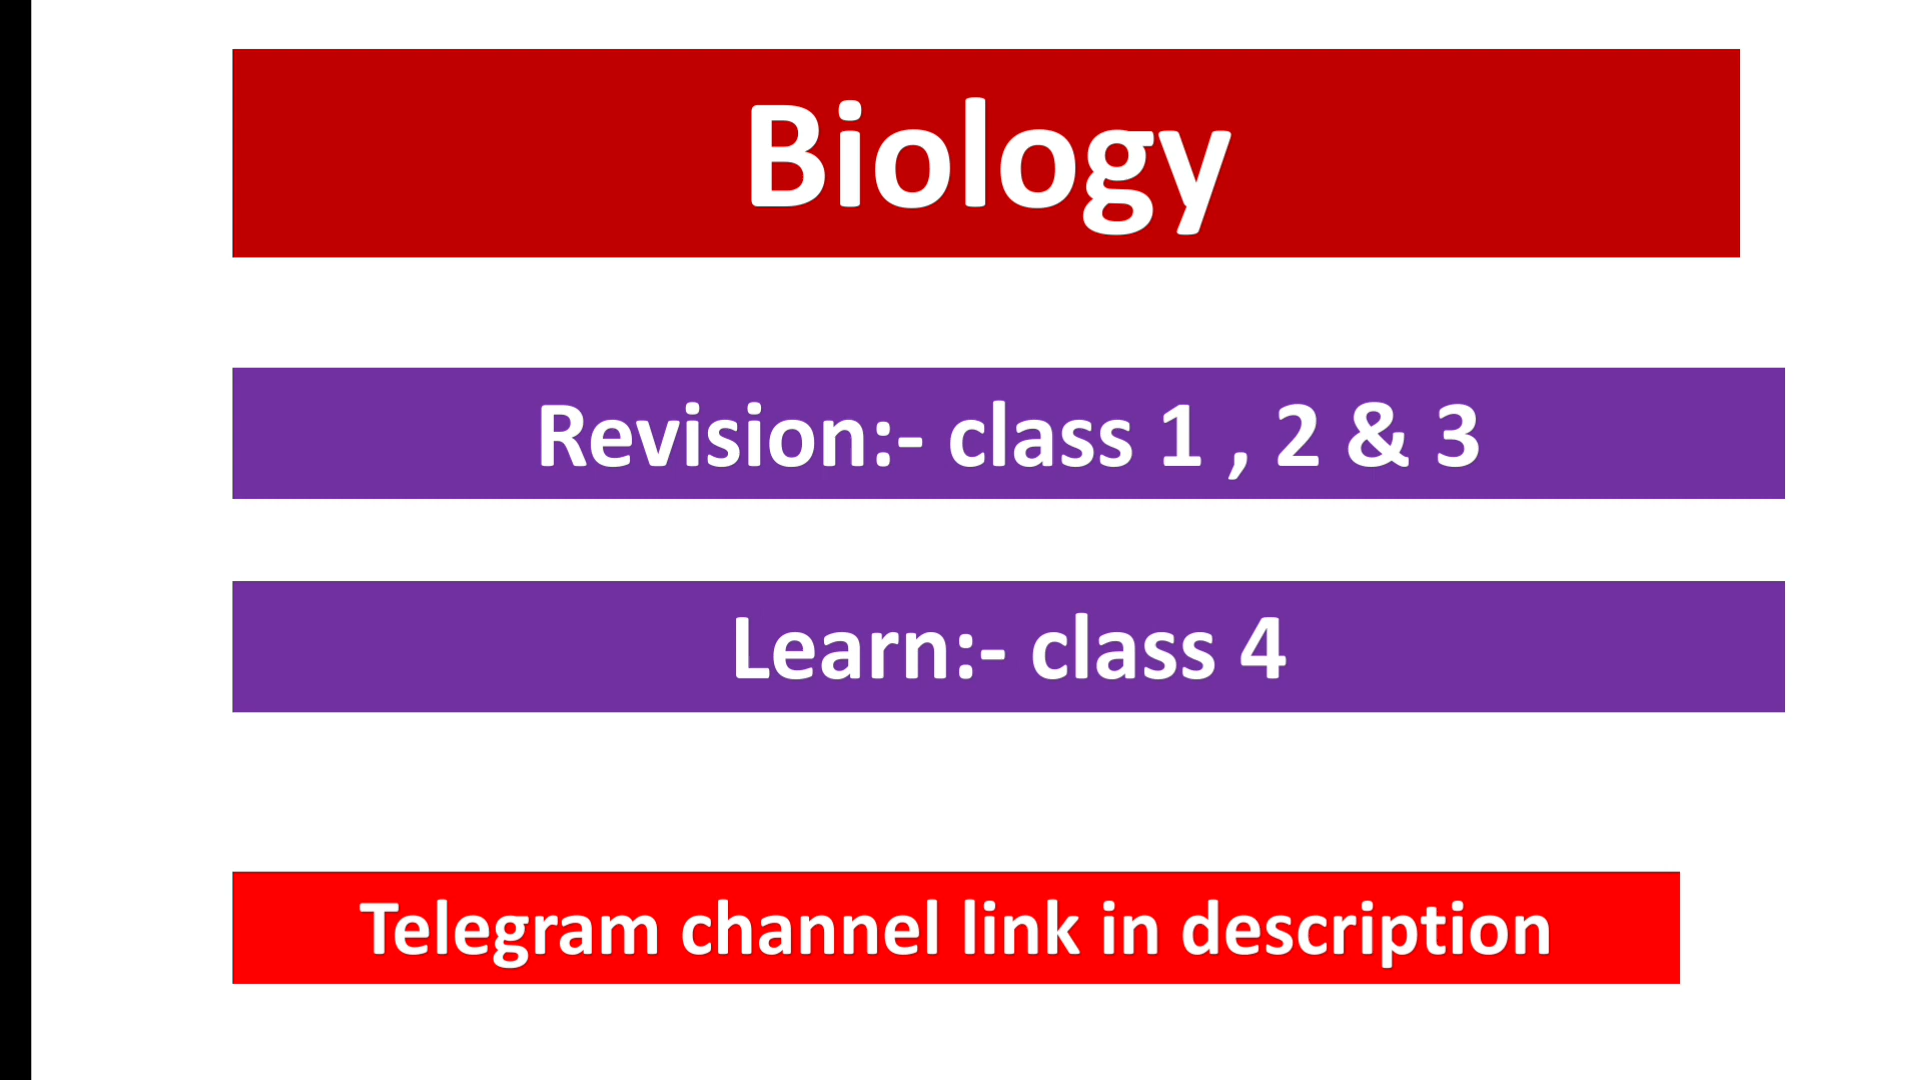 Biology
Revision:- class 1 , 2 & 3
Learn:- class 4
Telegram channel link in description